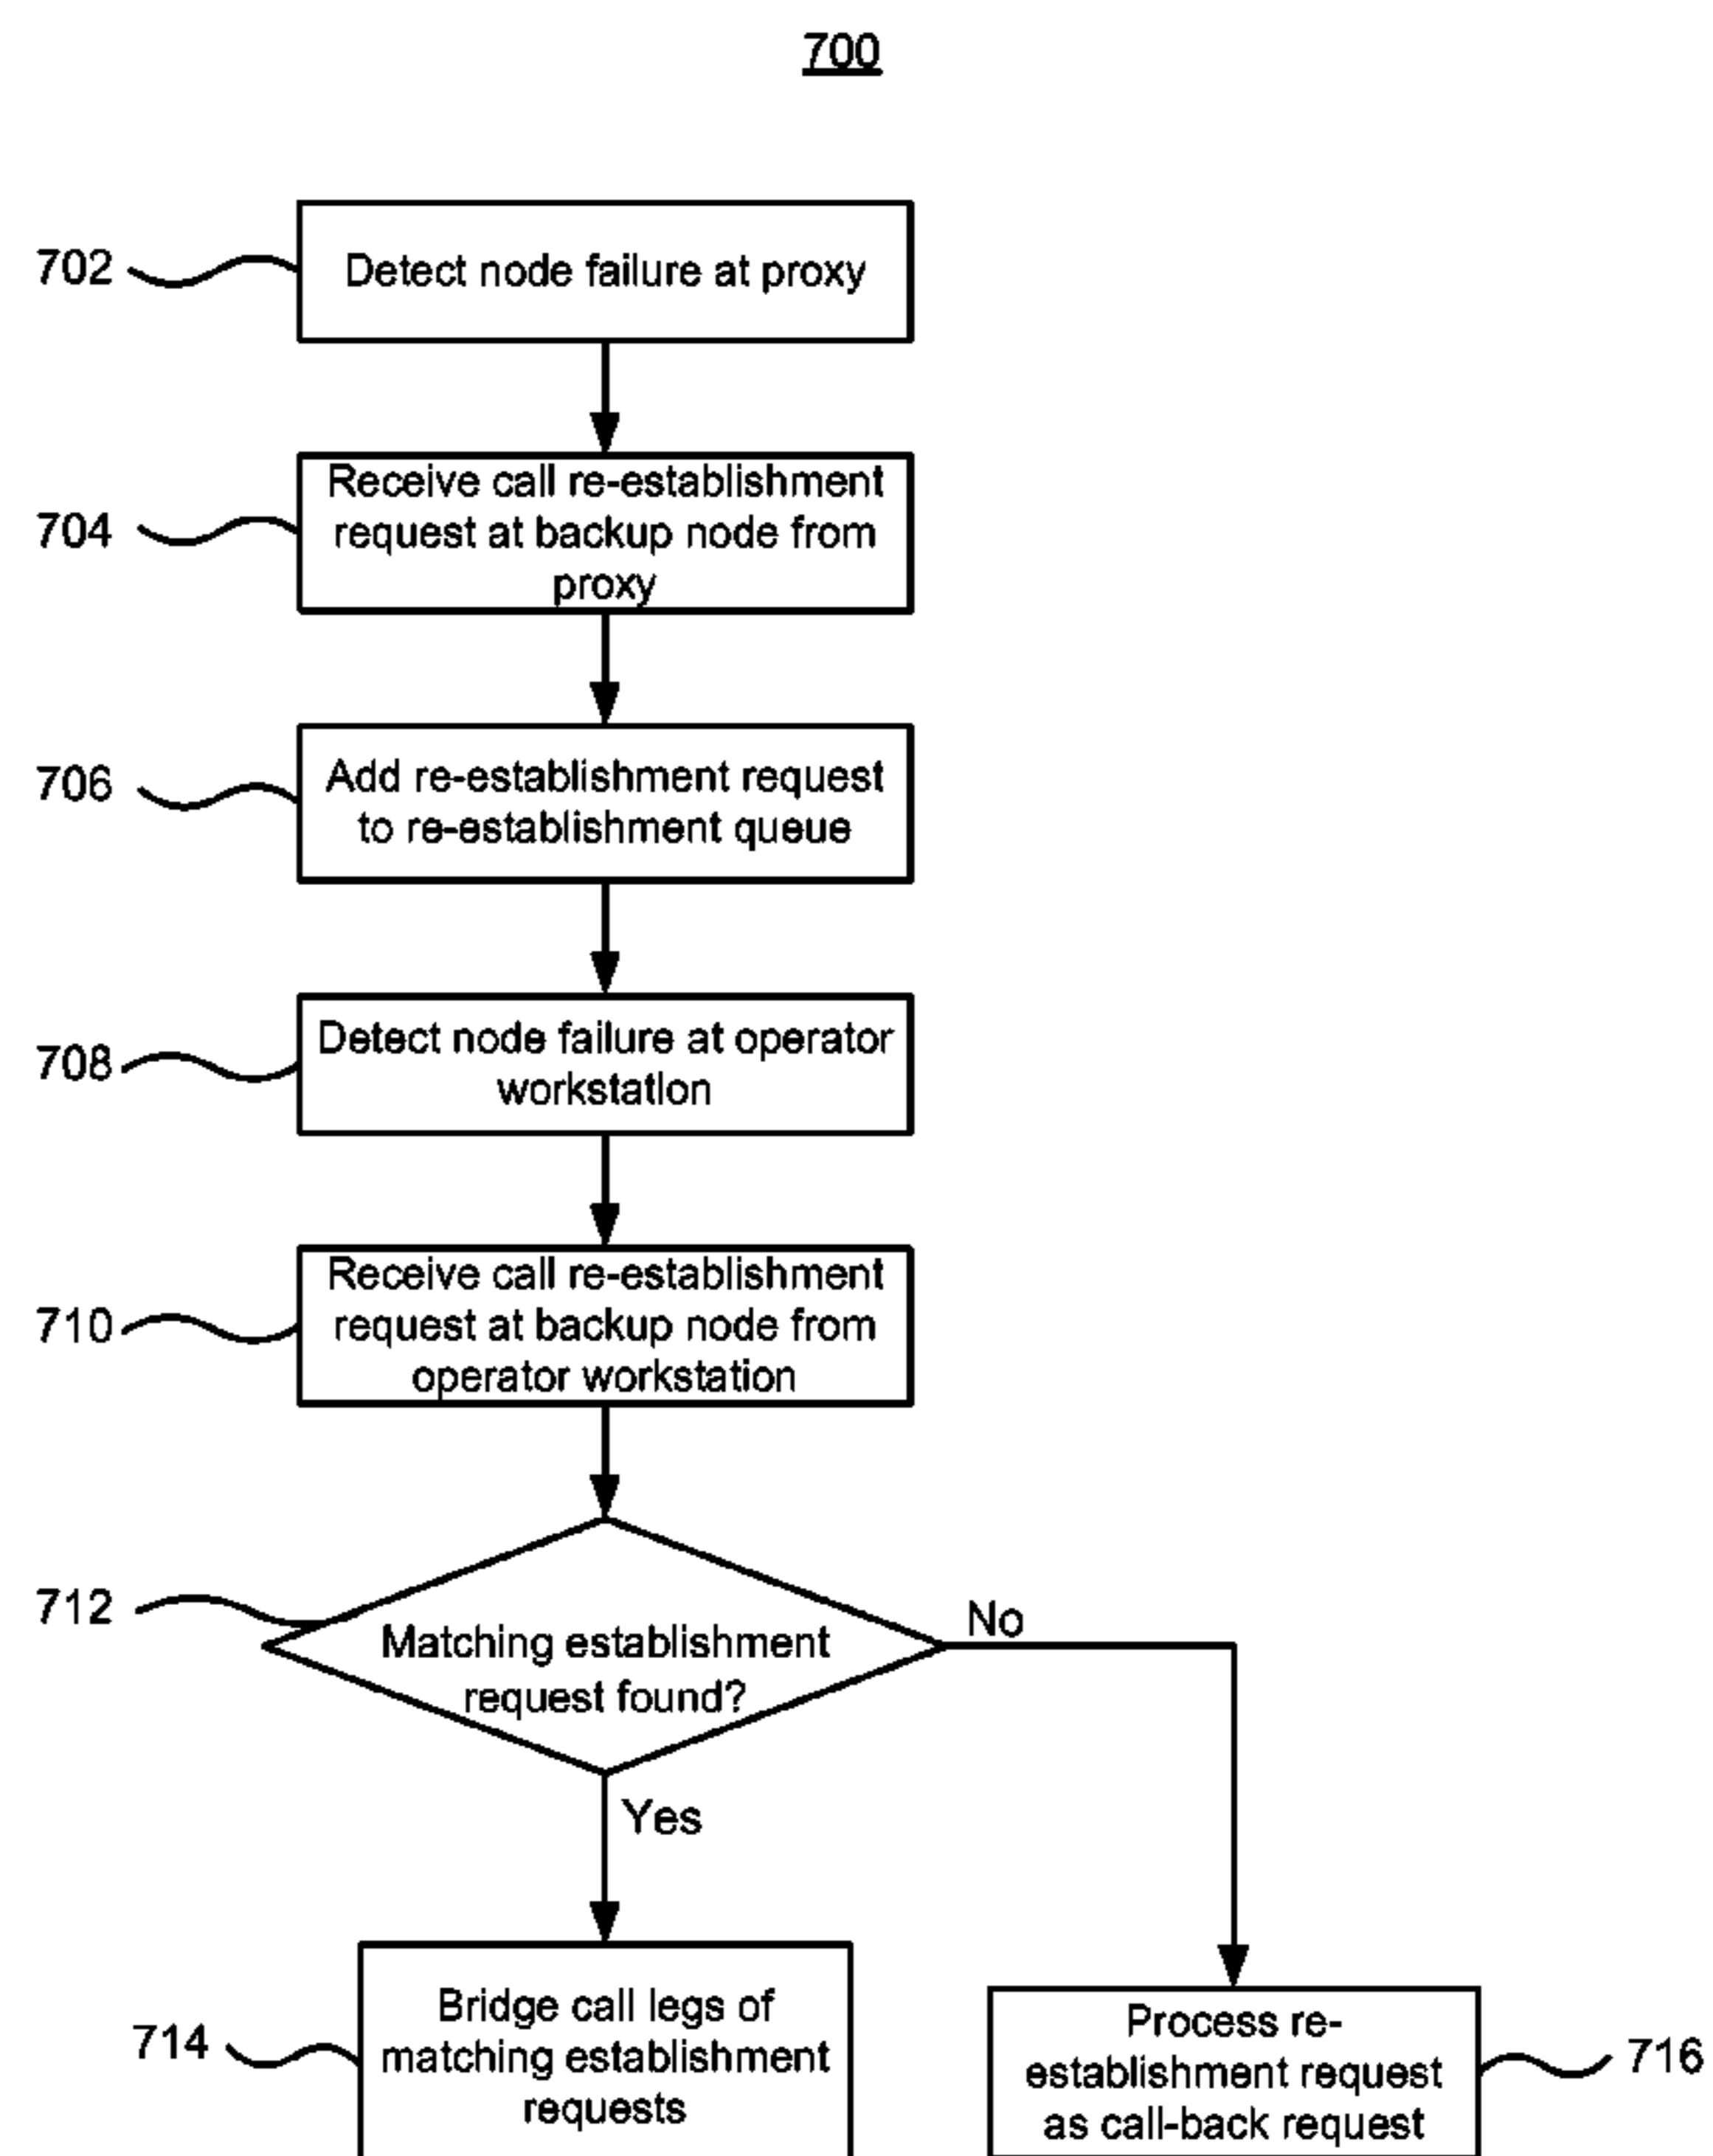 700
702
Detect node failure at proxy
704
Receive call re-establishment
request at backup node from
proxy
706
Add re-establishment request
to re-establishment queue
708
Detect node failure at operator
workstation
710
Receive call re-establishment
request at backup node from
operator workstation
712
Matching establishment
request found?
No
Yes
714
Bridge call legs of
matching establishment
requests
Process re-
establishment request
as call-back request
716